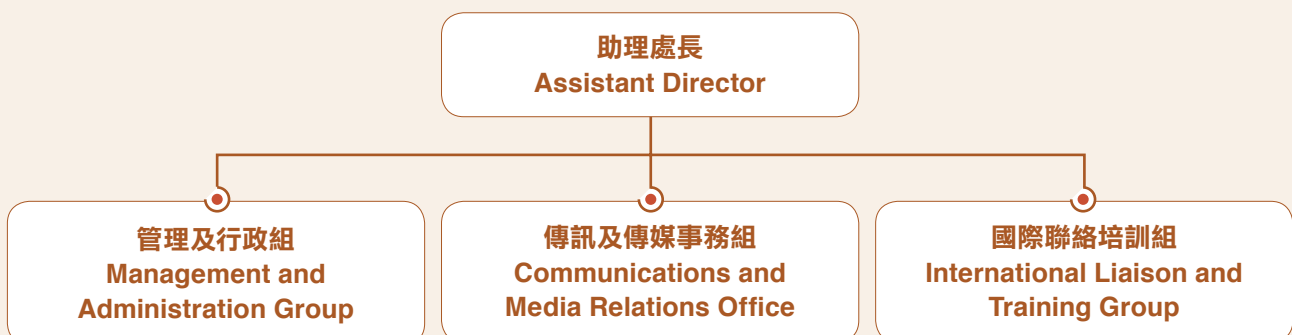 助理處長
Assistant Director
管理及行政組
Management and
Administration Group
傳訊及傳媒事務組
Communications and
Media Relations Office
國際聯絡培訓組
International Liaison and
Training Group